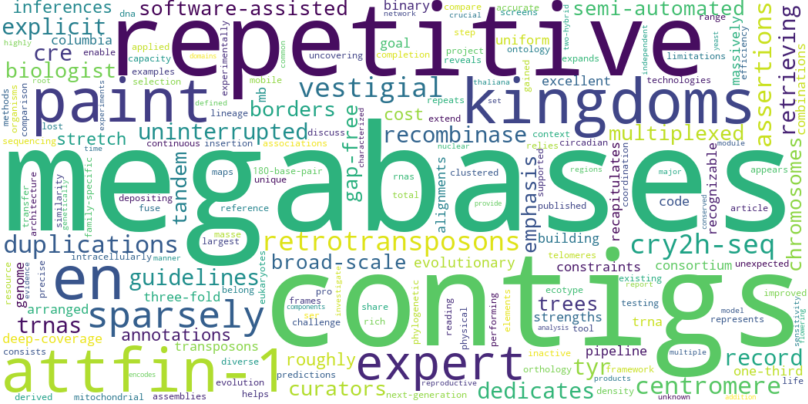 inferences
dna
software-assisted
binary
network
compare
crucial
accurate
semi-automated
explicit
highly
columbia
experimentally
repetitive
goal
step
screens
uniform
ontology
two-hybrid
range
independent
yeast
retrieving
combinations
cre
enable
applied
domains
completion
project
reveals
expands
limitations
biologist
root
capacity
examples
selection
uncovering
common
gained
excellent
technologies
efficiency
massively
assertions
paint
vestigial
kingdoms
methods
comparison
organisms
lost
defined
lineage
mb
mobile
repeats
thaliana
set
experiments
borders
gap-free
cost
extend
relies
context
circadian
multiplexed
stretch
sequencing
uninterrupted
discuss
characterized
recombinase
nuclear
time
continuous
insertion
associations
megabases
chromosomes
transfer
genetically
family-specific
architecture
similarity
tandem
maps
180-base-pair
unique
rnas
total
alignments
clustered
regions
major
provide
emphasis
supported
published
recapitulates
coordination
recognizable
code
module
conserved
appears
article
depositing
fuse
reference
masse
largest
duplications
retrotransposons
building
telomeres
cry2h-seq
resource
genome
evidence
precise
en
intracellularly
manner
guidelines
three-fold
belong
eukaryotes
broad-scale
evolutionary
constraints
consortium
unexpected
trnas
arranged
sparsely
contigs
phylogenetic
trees
ecotype
existing
report
testing
strengths
trna
improved
model
represents
sensitivity
flowering
deep-coverage
annotations
transposons
consists
diverse
ser
frames
challenge
pro
components
investigated
share
rich
reading
physical
performing
elements
tool
analysis
inactive
framework
multiple
pipeline
record
attfin-1
roughly
expert
tyr
orthology
products
centromere
one-third
density
unknown
addition
life
encodes
evolution
helps
predictions
next-generation
curators
reproductive
dedicates
derived
mitochondrial
assemblies